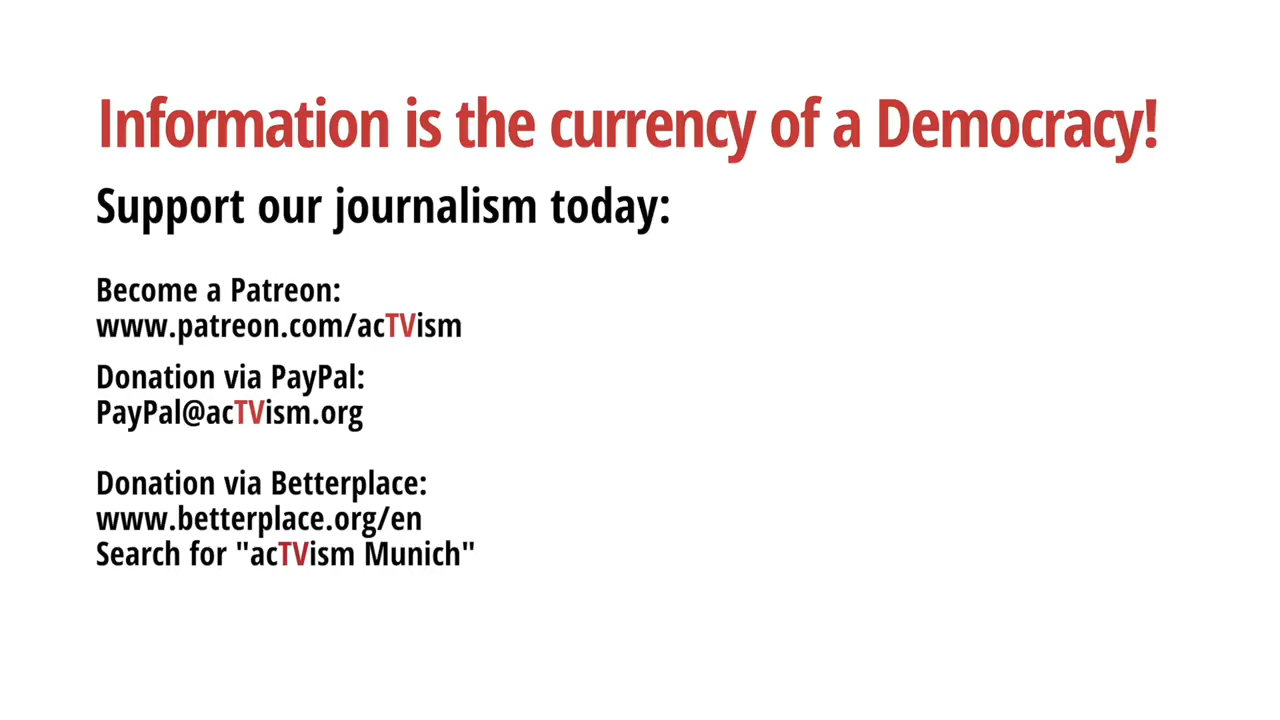 Information is the currency of a Democracy!
Support our journalism today:
Become a Patreon:
www.patreon.com/acTVism
Donation via PayPal:
PayPal@acTVism.org
Donation via Betterplace:
www.betterplace.org/en
Search for "acTVism Munich"